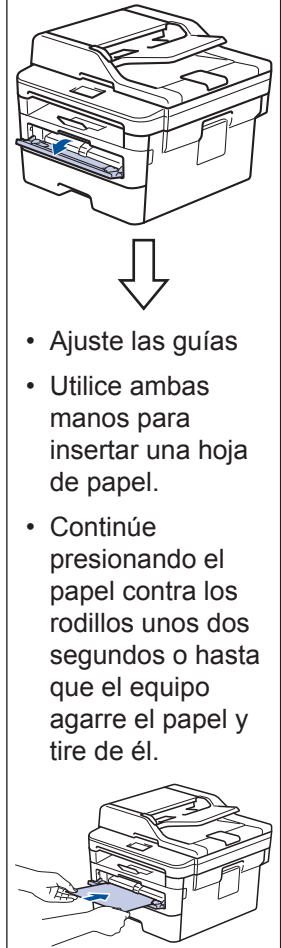 • Ajuste las guías
• Utilice ambas
manos para
insertar una hoja
de papel.
• Continúe
presionando el
papel contra los
rodillos unos dos
segundos o hasta
que el equipo
agarre el papel y
tire de él.